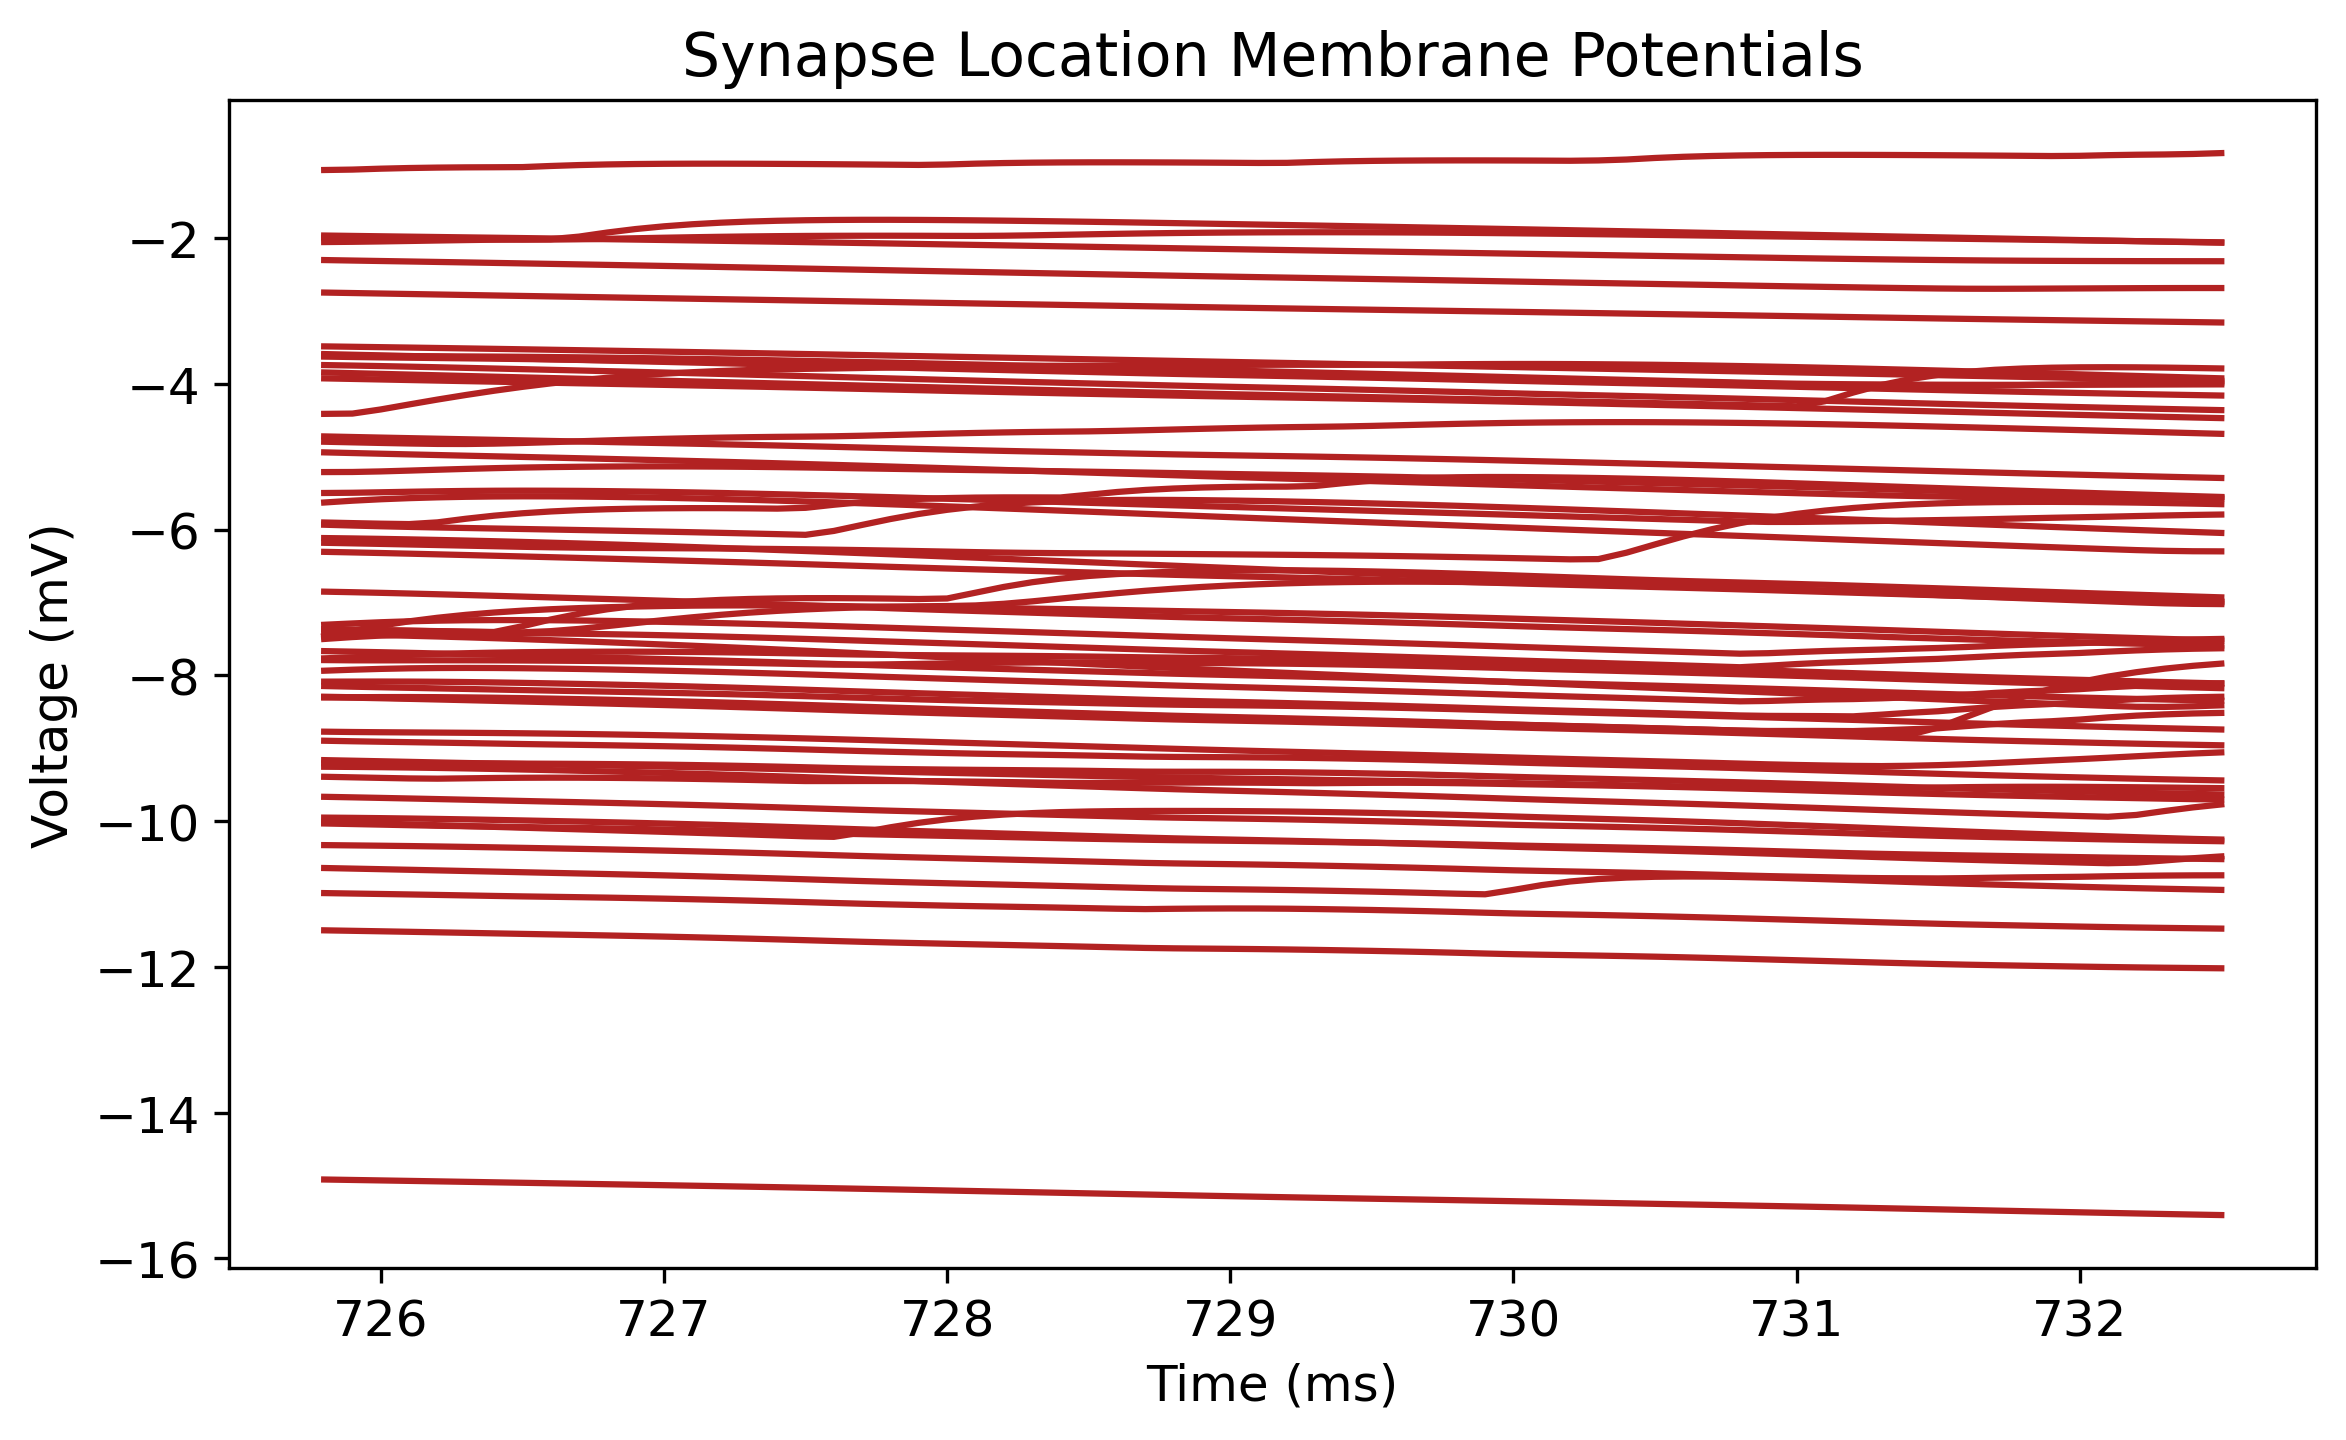 Synapse Location Membrane Potentials
Voltage (mV)
−2
−4
−6
−8
−10
−12
−14
−16
726 727 728 729 730 731 732
Time (ms)